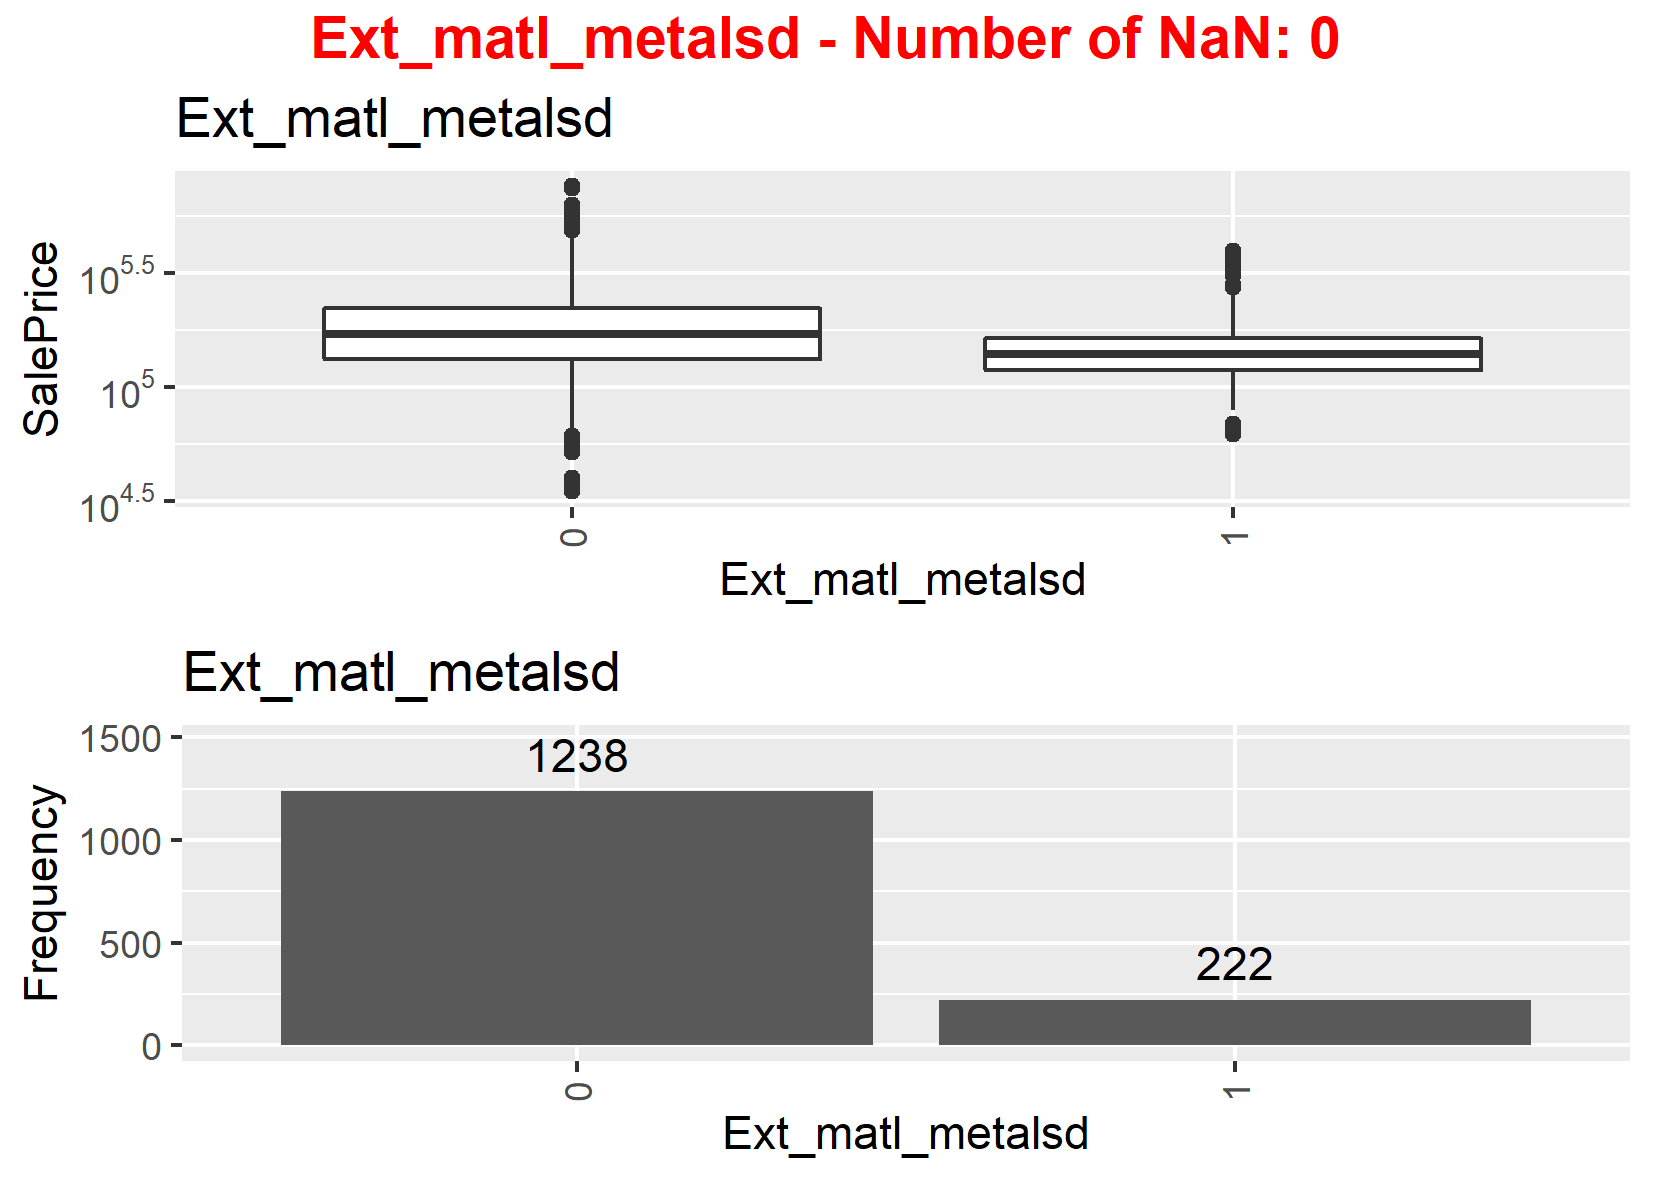 Ext_matl_metalsd - Number of NaN: 0
Ext_matl_metalsd
SalePrice
10^5.5
10^5
10^4.5
0 1
Ext_matl_metalsd
Ext_matl_metalsd
Frequency
1500
1000
500
0
1238
222
0 1
Ext_matl_metalsd